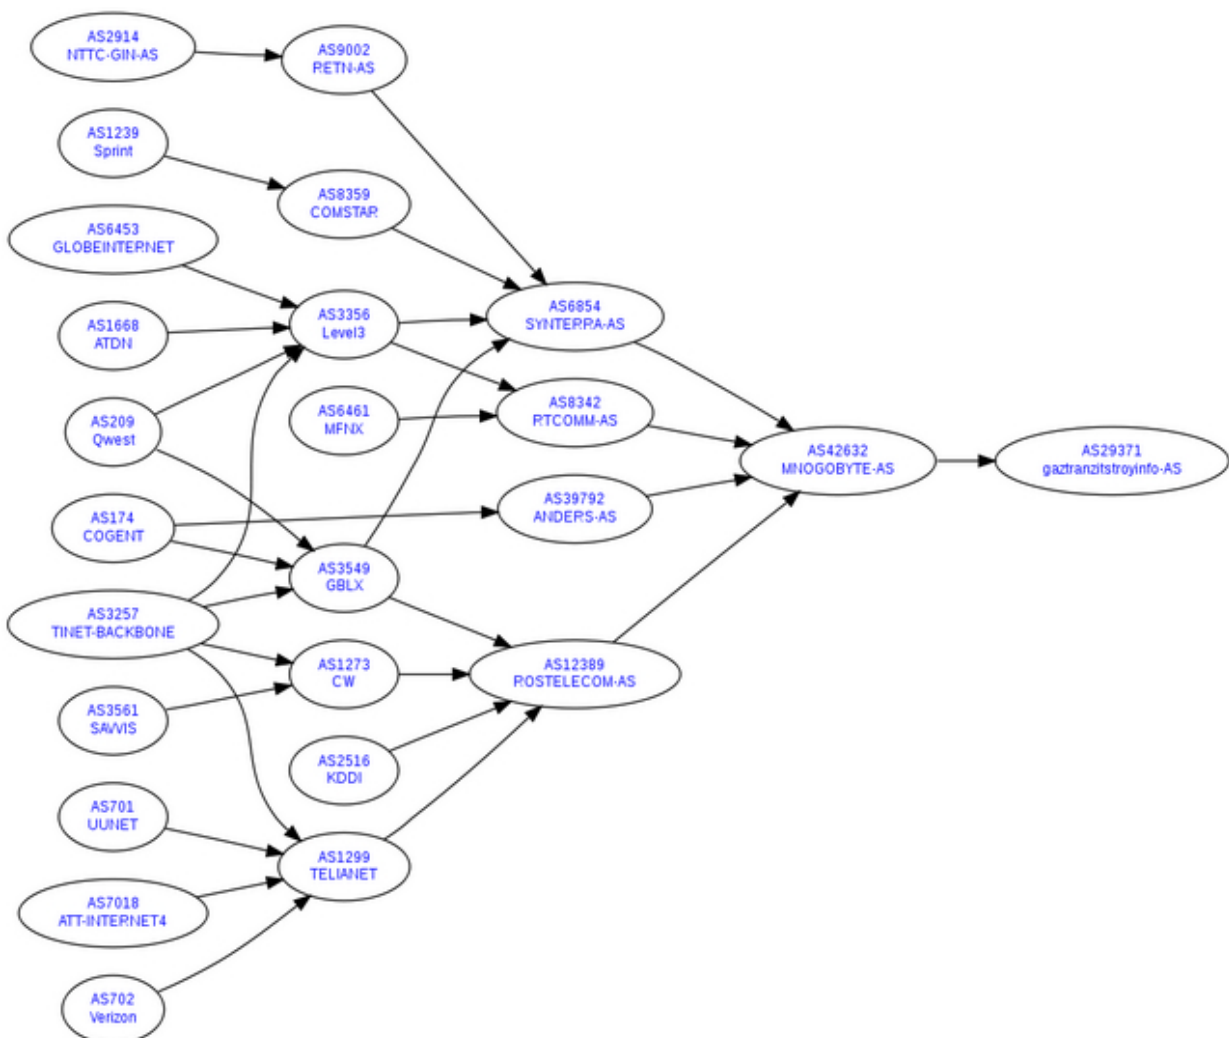 AS2914
NTTC-GIN-AS
AS9002
RETN-AS
AS1239
Sprint
AS8359
COMSTAR
AS6453
GLOBEINTERNET
AS1668
ATDN
AS3356
Level3
AS6854
SYNTERRA-AS
AS209
Qwest
AS6461
MFNX
AS8342
RTCOMM-AS
AS42632
MNOGOBYTE-AS
AS29371
gaztranzitstroyinfo-AS
AS174
COGENT
AS39792
ANDERS-AS
AS3549
GBLX
AS3257
TINET-BACKBONE
AS1273
CW
AS12389
ROSTELECOM-AS
AS3561
SAVVIS
AS2516
KDDI
AS701
UUNET
AS1299
TELIANET
AS7018
ATT-INTERNET4
AS702
Verizon